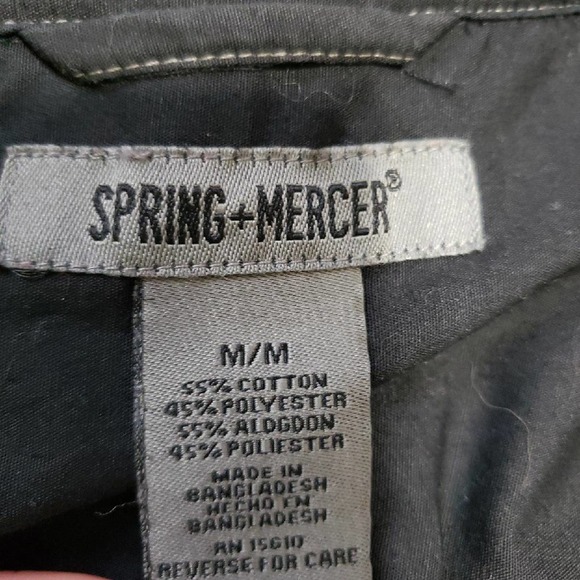 SPRING+MERCER®
M/M
55% COTTON
45% POLYESTER
55% ALOGDON
45% POLIESTER
MADE IN
BANGLADESH
HECHO EN
BANGLADESH
RN 15610
REVERSE FOR CARE